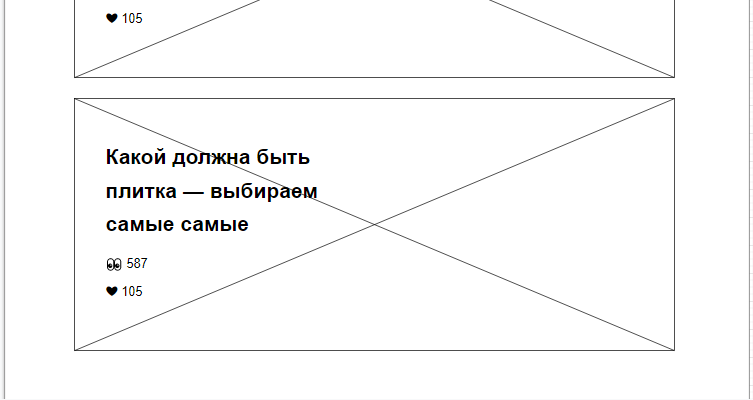 105
Какой должна быть
плитка — выбираем
самые самые
587
105